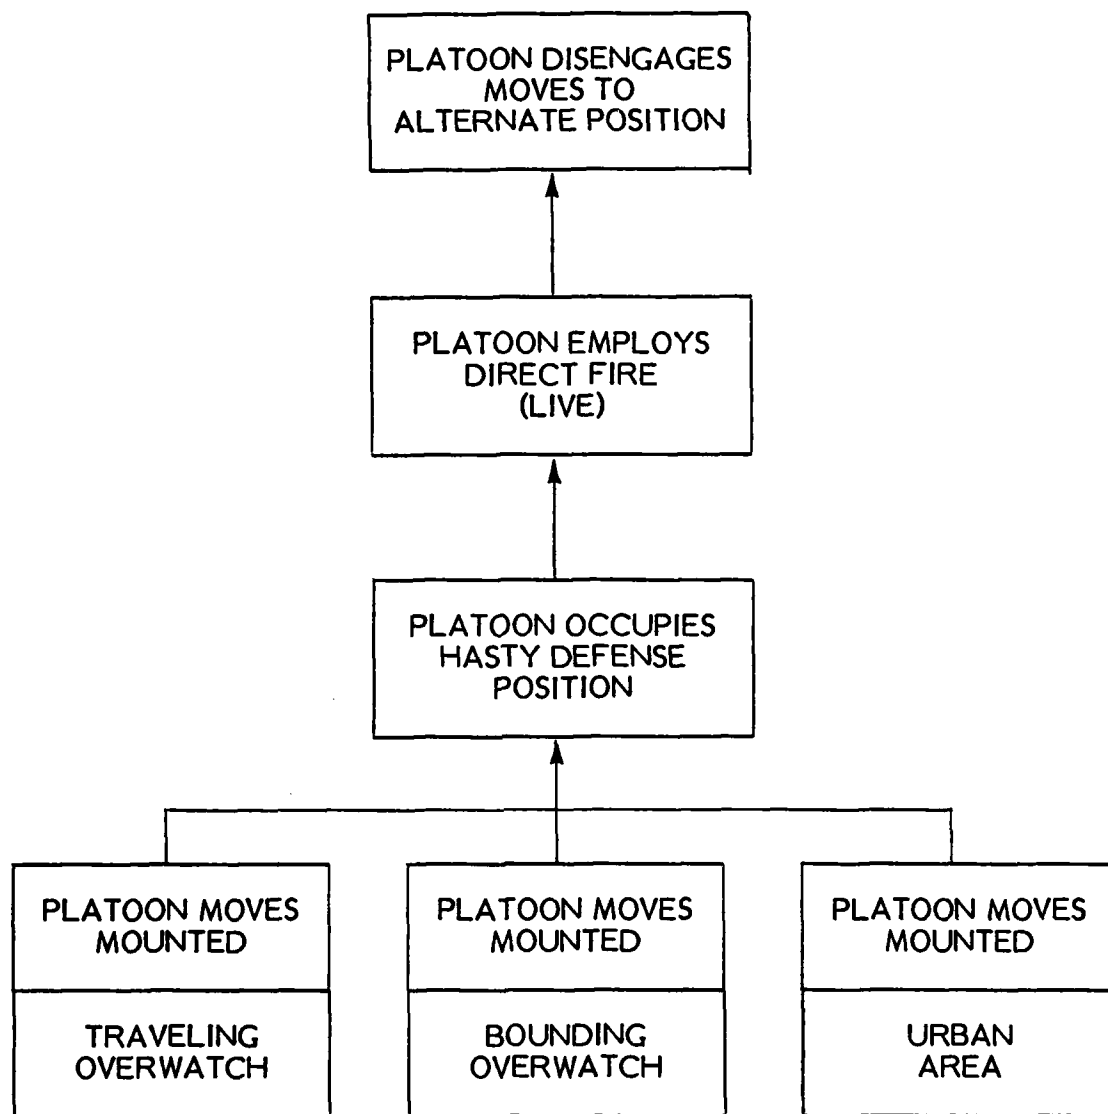 PLATOON DISENGAGES
MOVES TO
ALTERNATE POSITION
PLATOON EMPLOYS
DIRECT FIRE
(LIVE)
PLATOON OCCUPIES
HASTY DEFENSE
POSITION
PLATOON MOVES
MOUNTED
TRAVELING
OVERWATCH
PLATOON MOVES
MOUNTED
BOUNDING
OVERWATCH
PLATOON MOVES
MOUNTED
URBAN
AREA